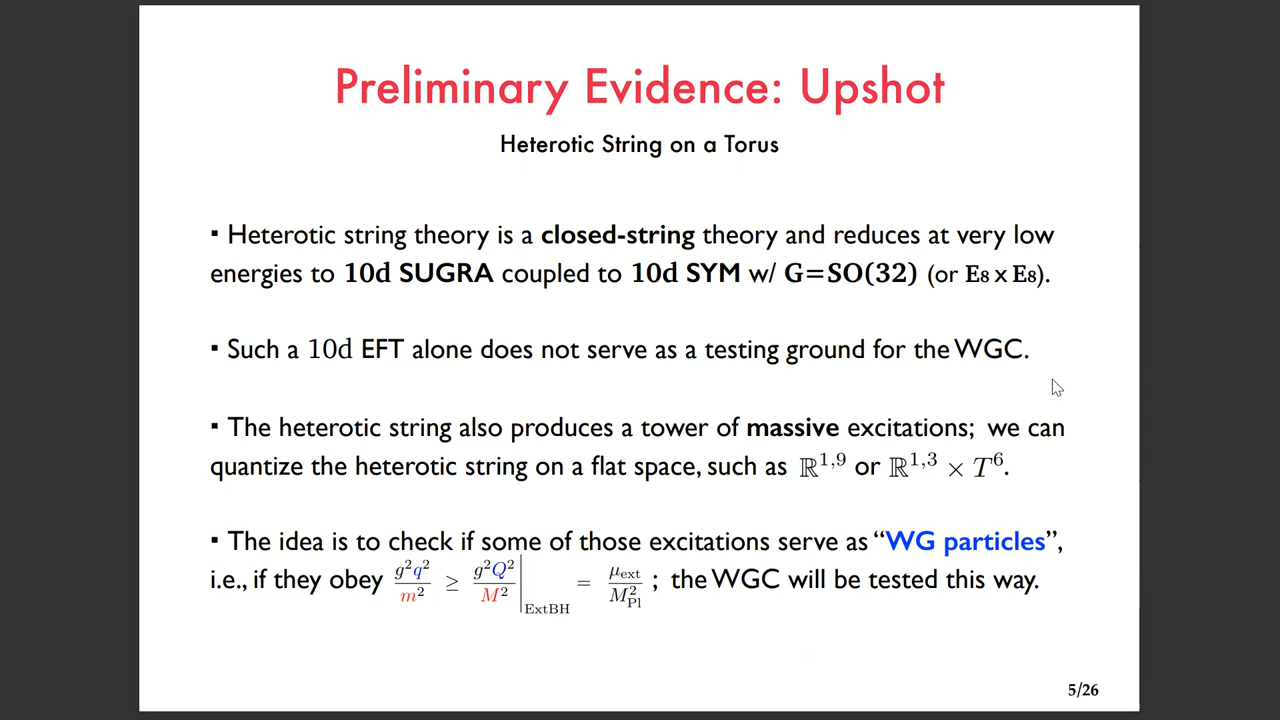 Preliminary Evidence: Upshot
Heterotic String on a Torus
▪ Heterotic string theory is a closed-string theory and reduces at very low
energies to 10d SUGRA coupled to 10d SYM w/ G=SO(32) (or E₈ x E₈).
▪ Such a 10d EFT alone does not serve as a testing ground for the WGC.
▪ The heterotic string also produces a tower of massive excitations; we can
quantize the heterotic string on a flat space, such as ℝ^{1,9} or ℝ^{1,3} × T^6.
▪ The idea is to check if some of those excitations serve as “WG particles”,
i.e., if they obey g²q²/m² ≥ g²Q²/M² |_{ExtBH} = μ_{ext}/M²_{Pl} ; the WGC will be tested this way.
5/26